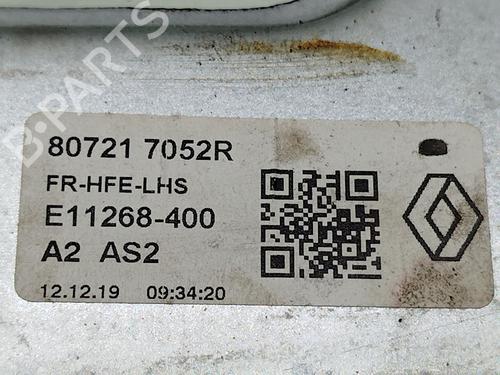 B-PARTS
80721 7052R
FR-HFE-LHS
E11268-400
A2 AS2
12.12.19 09:34:20